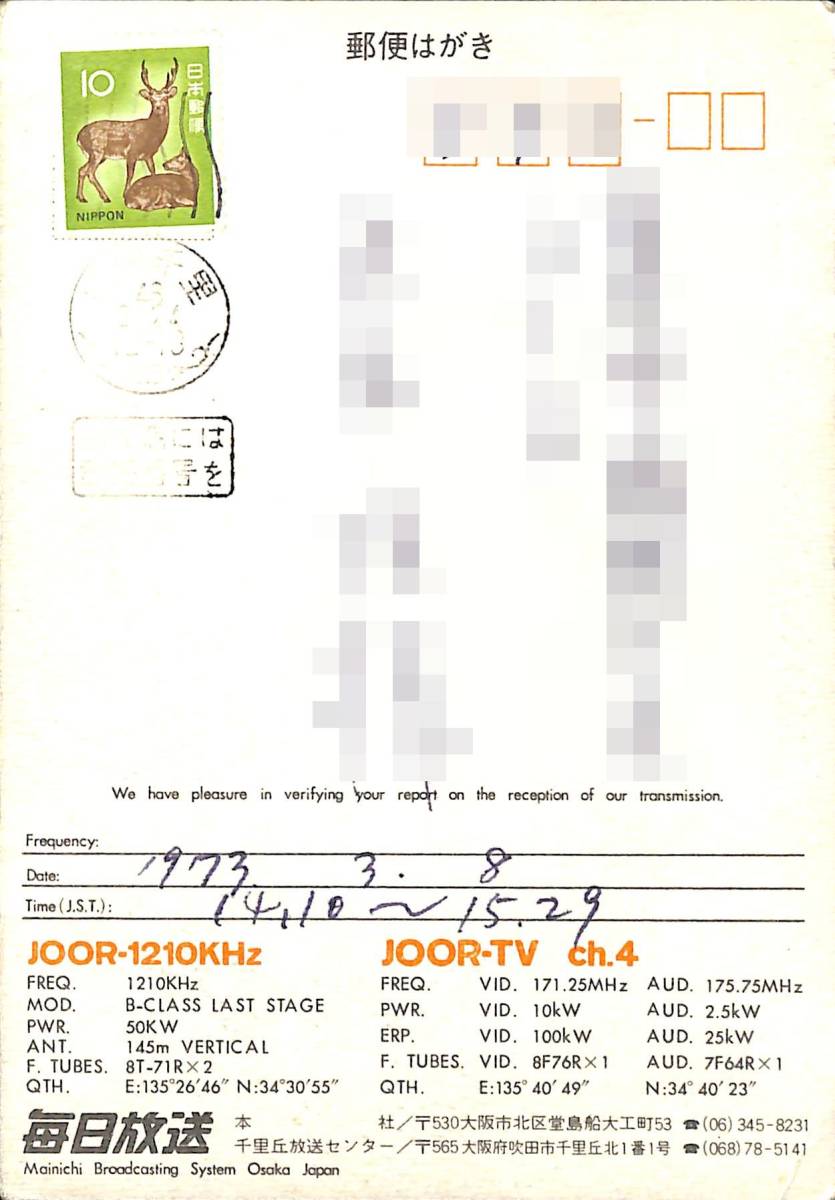 郵便はがき
10
日本郵便
NIPPON
には
号を
We have pleasure in verifying your report on the reception of our transmission.
Frequency:
Date: 1973 3. 8
Time (J.S.T.): 14.10 ~ 15.29
JOOR-1210KHz
FREQ. 1210KHz
MOD. B-CLASS LAST STAGE
PWR. 50KW
ANT. 145m VERTICAL
F. TUBES. 8T-71R×2
QTH. E:135°26′46″ N:34°30′55″
JOOR-TV ch.4
FREQ. VID. 171.25MHz AUD. 175.75MHz
PWR. VID. 10kW AUD. 2.5kW
ERP. VID. 100kW AUD. 25kW
F. TUBES. VID. 8F76R×1 AUD. 7F64R×1
QTH. E:135°40′49″ N:34°40′23″
毎日放送
Mainichi Broadcasting System Osaka Japan
本社/〒530大阪市北区堂島船大工町53 ☎(06)345-8231
千里丘放送センター/〒565大阪府吹田市千里丘北1番1号 ☎(068)78-5141